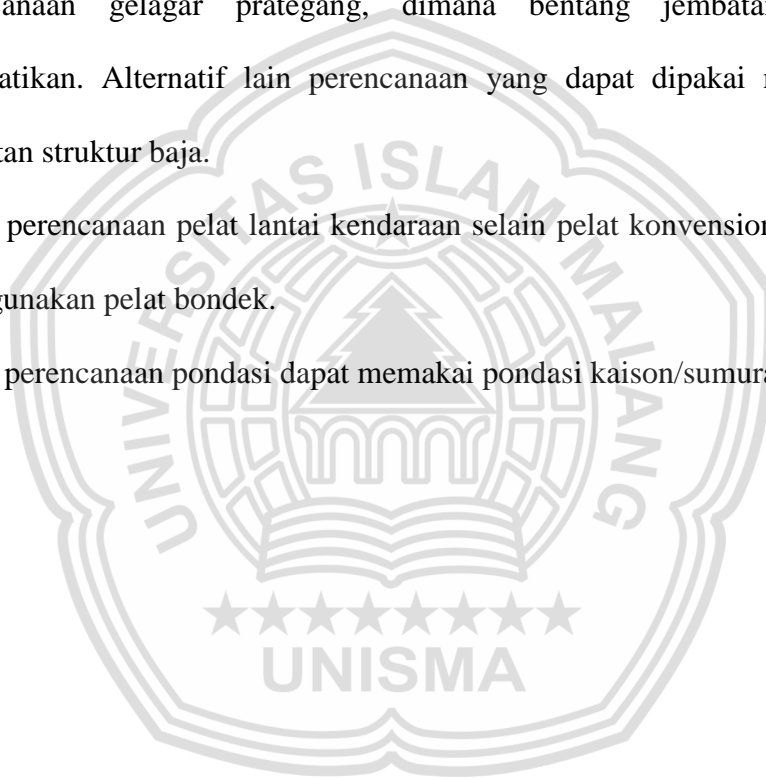 canaan gelagar prategang, dimana bentang jembatan
atikan. Alternatif lain perencanaan yang dapat dipakai
tan struktur baja.
perencanaan pelat lantai kendaraan selain pelat konvension
gunakan pelat bondek.
perencanaan pondasi dapat memakai pondasi kaison/sumura
UNIVERSITAS ISLAM MALANG
UNISMA